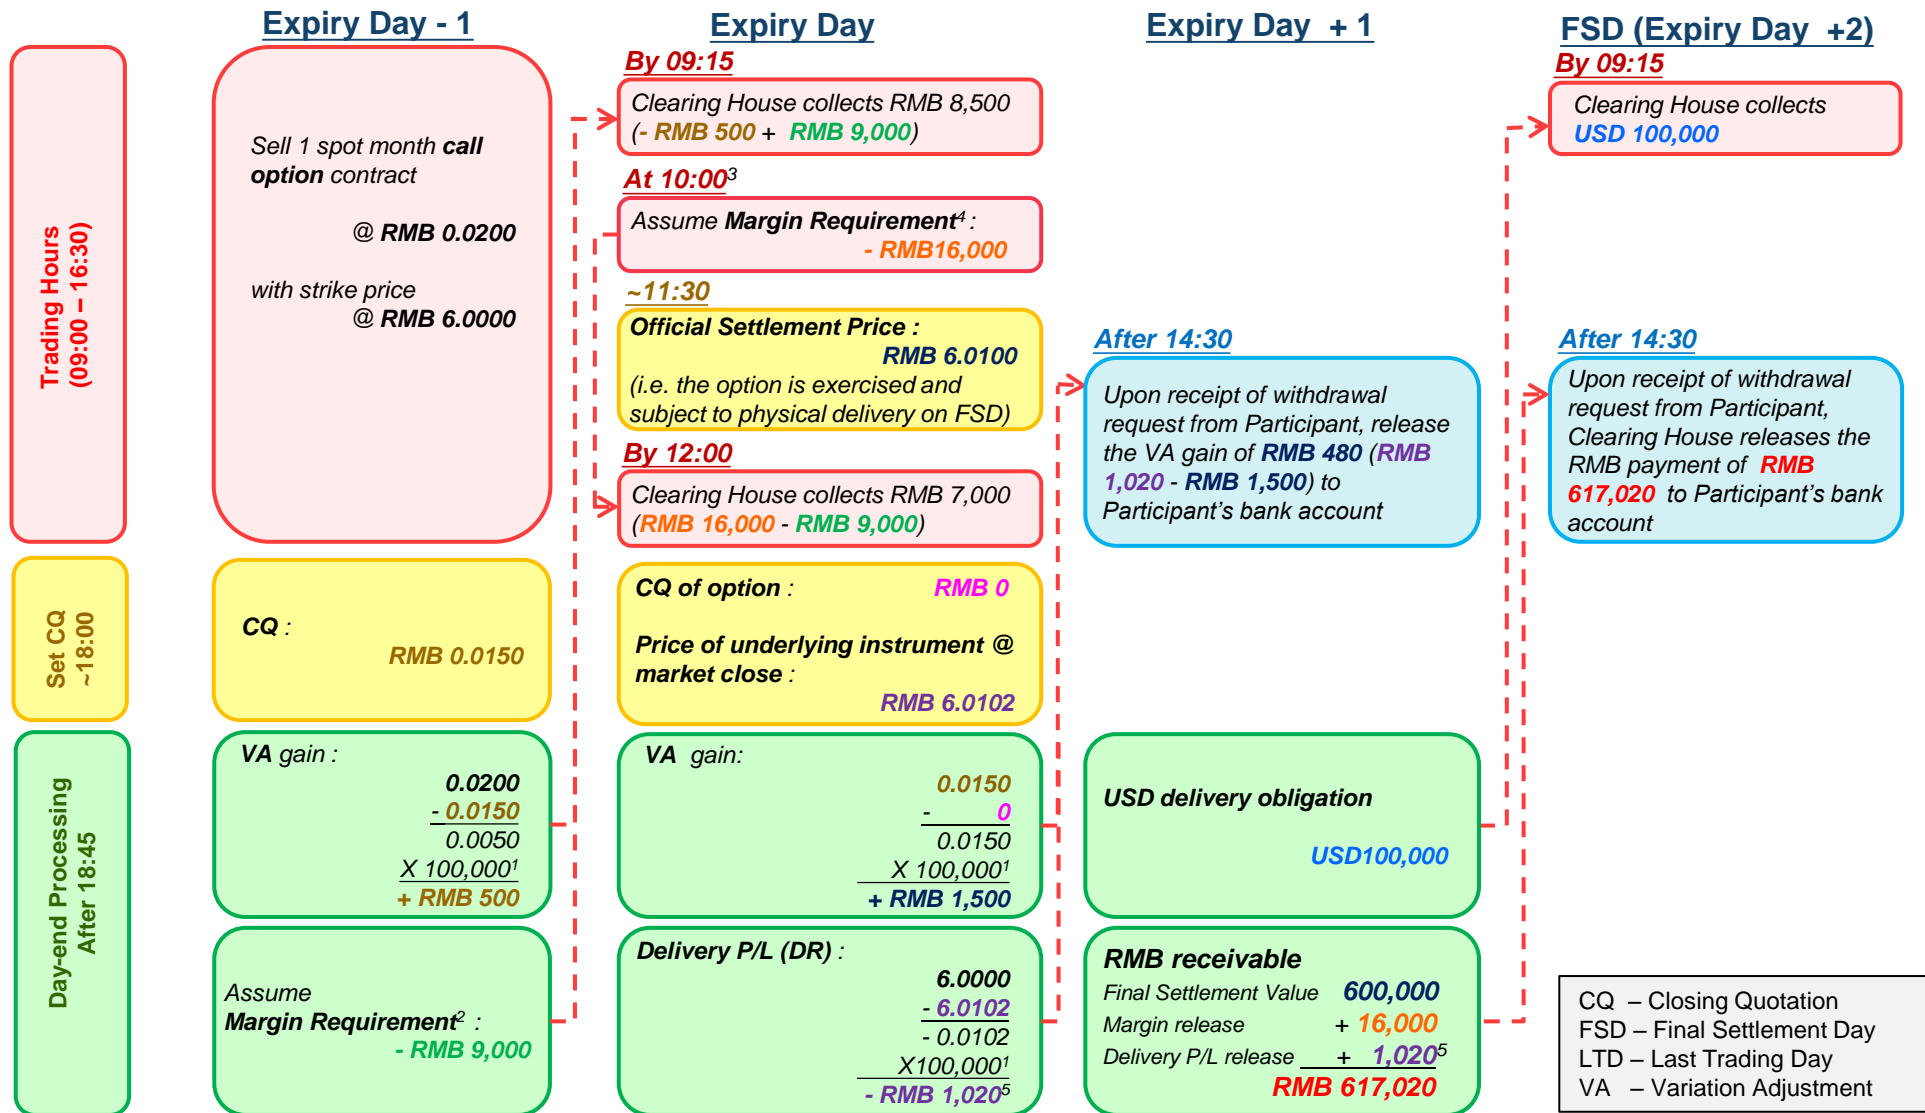 Expiry Day - 1
Expiry Day
Expiry Day + 1
FSD (Expiry Day +2)
Trading Hours
(09:00 – 16:30)
Set CQ
~18:00
Day-end Processing
After 18:45
Sell 1 spot month call
option contract
@ RMB 0.0200
with strike price
@ RMB 6.0000
CQ :
RMB 0.0150
VA gain :
0.0200
- 0.0150
0.0050
X 100,000¹
+ RMB 500
Assume
Margin Requirement² :
- RMB 9,000
By 09:15
Clearing House collects RMB 8,500
(- RMB 500 + RMB 9,000)
At 10:00³
Assume Margin Requirement⁴ :
- RMB16,000
~11:30
Official Settlement Price :
RMB 6.0100
(i.e. the option is exercised and
subject to physical delivery on FSD)
By 12:00
Clearing House collects RMB 7,000
(RMB 16,000 - RMB 9,000)
CQ of option :
RMB 0
Price of underlying instrument @
market close :
RMB 6.0102
VA gain:
0.0150
- 0
0.0150
X 100,000¹
+ RMB 1,500
Delivery P/L (DR) :
6.0000
- 6.0102
- 0.0102
X100,000¹
- RMB 1,020⁵
After 14:30
Upon receipt of withdrawal
request from Participant, release
the VA gain of RMB 480 (RMB
1,020 - RMB 1,500) to
Participant's bank account
USD delivery obligation
USD100,000
RMB receivable
Final Settlement Value 600,000
Margin release + 16,000
Delivery P/L release + 1,020⁵
RMB 617,020
By 09:15
Clearing House collects
USD 100,000
After 14:30
Upon receipt of withdrawal
request from Participant,
Clearing House releases the
RMB payment of RMB
617,020 to Participant's bank
account
CQ – Closing Quotation
FSD – Final Settlement Day
LTD – Last Trading Day
VA – Variation Adjustment